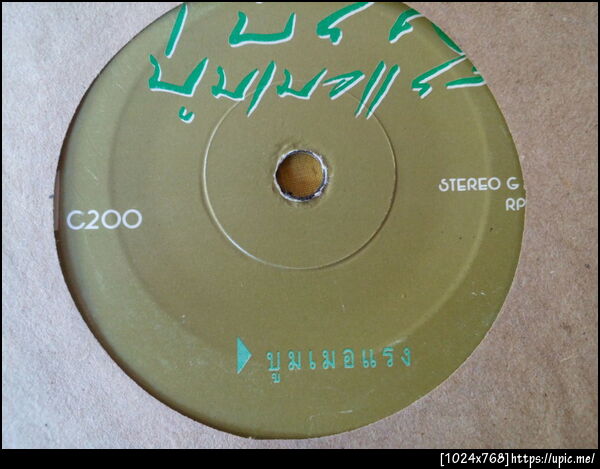 บูมเมอแรง
STEREO G
RP
C200
บูมเมอแรง
[1024x768]https://upic.me/